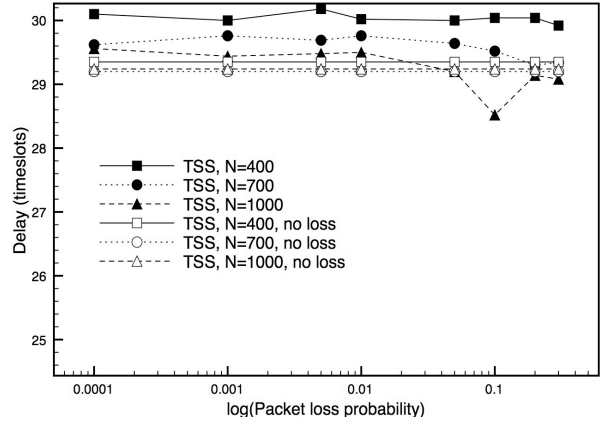 30
29
28
27
26
25
Delay (timeslots)
TSS, N=400
TSS, N=700
TSS, N=1000
TSS, N=400, no loss
TSS, N=700, no loss
TSS, N=1000, no loss
0.0001
0.001
0.01
0.1
log(Packet loss probability)